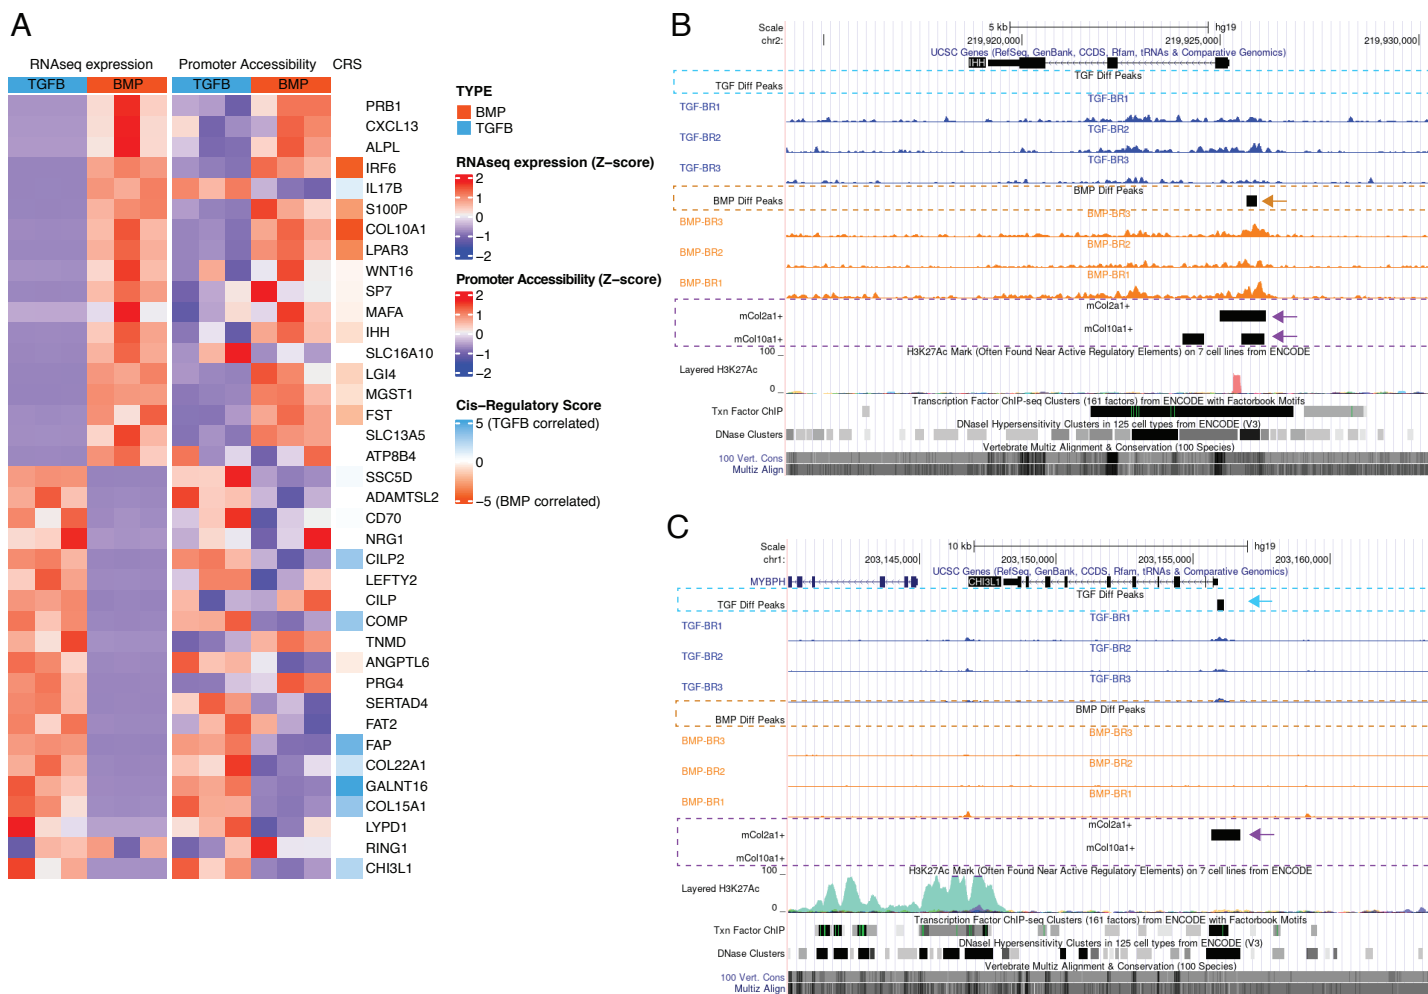 A
RNAseq expression Promoter Accessibility CRS
TGFB BMP TGFB BMP
PRB1
CXCL13
ALPL
IRF6
IL17B
S100P
COL10A1
LPAR3
WNT16
SP7
MAFA
IHH
SLC16A10
LGI4
MGST1
FST
SLC13A5
ATP8B4
SSC5D
ADAMTSL2
CD70
NRG1
CILP2
LEFTY2
CILP
COMP
TNMD
ANGPTL6
PRG4
SERTAD4
FAT2
FAP
COL22A1
GALNT16
COL15A1
LYPD1
RING1
CHI3L1
TYPE
BMP
TGFB
RNAseq expression (Z−score)
2
1
0
−1
−2
Promoter Accessibility (Z−score)
2
1
0
−1
−2
Cis−Regulatory Score
5 (TGFB correlated)
0
−5 (BMP correlated)
B
Scale 5 kb hg19
chr2: 219,920,000 219,925,000 219,930,000
UCSC Genes (RefSeq, GenBank, CCDS, Rfam, tRNAs & Comparative Genomics)
IHH
TGF Diff Peaks
TGF Diff Peaks
TGF-BR1 TGF-BR1
TGF-BR2 TGF-BR2
TGF-BR3 TGF-BR3
BMP Diff Peaks
BMP Diff Peaks
BMP-BR3 BMP-BR3
BMP-BR2 BMP-BR2
BMP-BR1 BMP-BR1
mCol2a1+
mCol2a1+
mCol10a1+
mCol10a1+
H3K27Ac Mark (Often Found Near Active Regulatory Elements) on 7 cell lines from ENCODE
100
Layered H3K27Ac
0
Transcription Factor ChIP-seq Clusters (161 factors) from ENCODE with Factorbook Motifs
Txn Factor ChIP
DNaseI Hypersensitivity Clusters in 125 cell types from ENCODE (V3)
DNase Clusters
Vertebrate Multiz Alignment & Conservation (100 Species)
100 Vert. Cons
Multiz Align
C
Scale 10 kb hg19
chr1: 203,145,000 203,150,000 203,155,000 203,160,000
UCSC Genes (RefSeq, GenBank, CCDS, Rfam, tRNAs & Comparative Genomics)
MYBPH CHI3L1
TGF Diff Peaks
TGF Diff Peaks
TGF-BR1 TGF-BR1
TGF-BR2 TGF-BR2
TGF-BR3 TGF-BR3
BMP Diff Peaks
BMP Diff Peaks
BMP-BR3 BMP-BR3
BMP-BR2 BMP-BR2
BMP-BR1 BMP-BR1
mCol2a1+
mCol2a1+
mCol10a1+
mCol10a1+
H3K27Ac Mark (Often Found Near Active Regulatory Elements) on 7 cell lines from ENCODE
100
Layered H3K27Ac
0
Transcription Factor ChIP-seq Clusters (161 factors) from ENCODE with Factorbook Motifs
Txn Factor ChIP
DNaseI Hypersensitivity Clusters in 125 cell types from ENCODE (V3)
DNase Clusters
Vertebrate Multiz Alignment & Conservation (100 Species)
100 Vert. Cons
Multiz Align